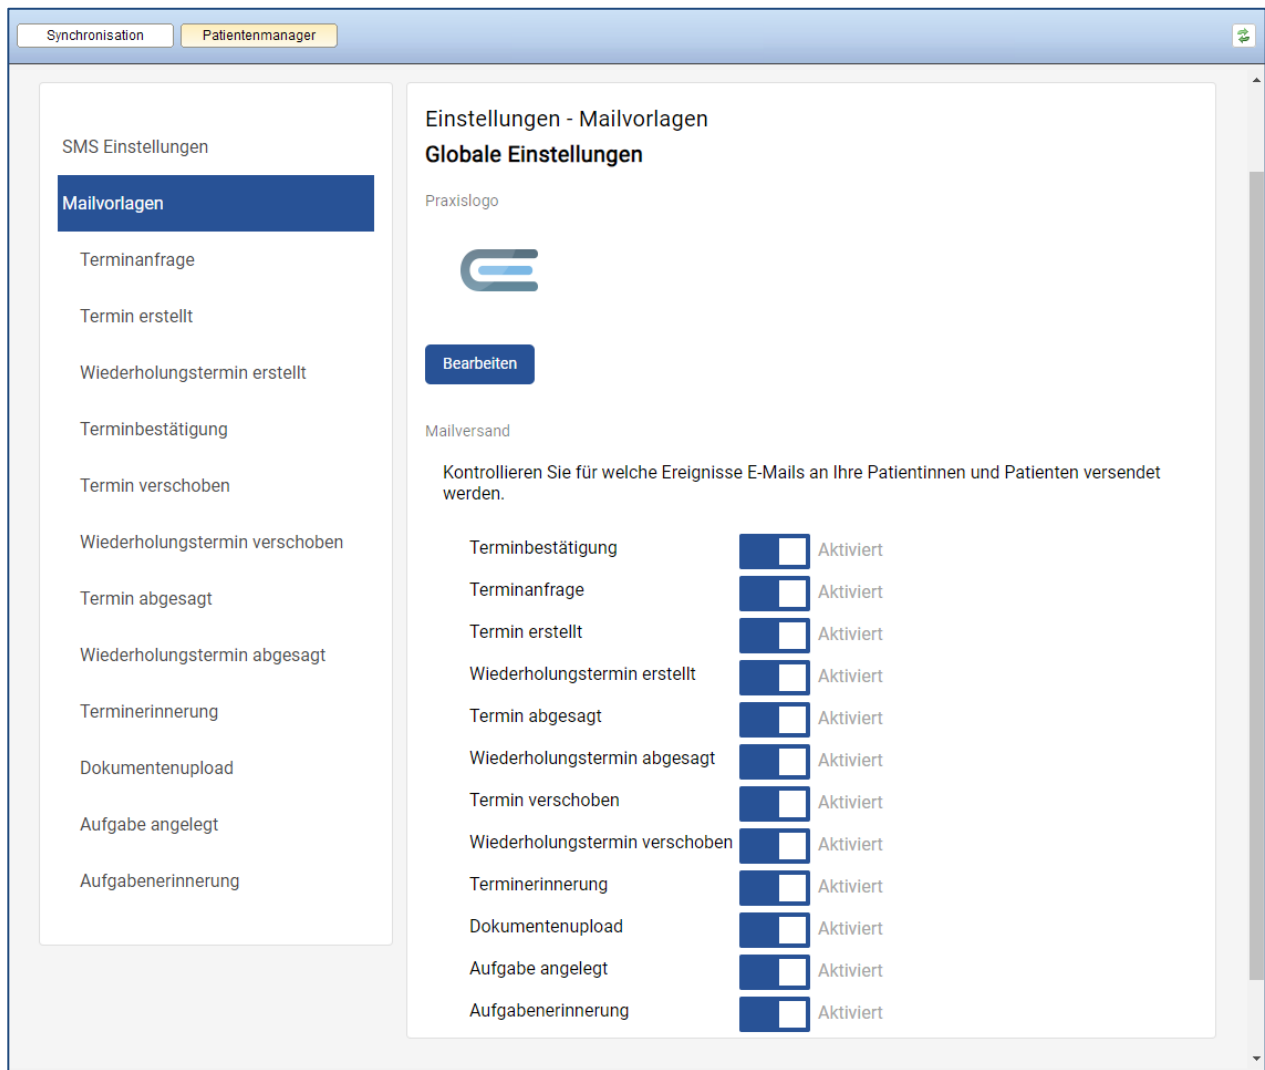 Synchronisation
Patientenmanager
SMS Einstellungen
Mailvorlagen
Terminanfrage
Termin erstellt
Wiederholungstermin erstellt
Terminbestätigung
Termin verschoben
Wiederholungstermin verschoben
Termin abgesagt
Wiederholungstermin abgesagt
Terminerinnerung
Dokumentenupload
Aufgabe angelegt
Aufgabenerinnerung
Einstellungen - Mailvorlagen
Globale Einstellungen
Praxislogo
Bearbeiten
Mailversand
Kontrollieren Sie für welche Ereignisse E-Mails an Ihre Patientinnen und Patienten versendet
werden.
Terminbestätigung Aktiviert
Terminanfrage Aktiviert
Termin erstellt Aktiviert
Wiederholungstermin erstellt Aktiviert
Termin abgesagt Aktiviert
Wiederholungstermin abgesagt Aktiviert
Termin verschoben Aktiviert
Wiederholungstermin verschoben Aktiviert
Terminerinnerung Aktiviert
Dokumentenupload Aktiviert
Aufgabe angelegt Aktiviert
Aufgabenerinnerung Aktiviert